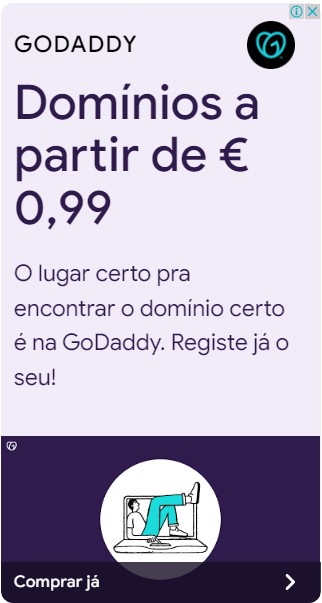 GODADDY
Domínios a
partir de €
0,99
O lugar certo pra
encontrar o domínio certo
é na GoDaddy. Registe já o
seu!
Comprar já